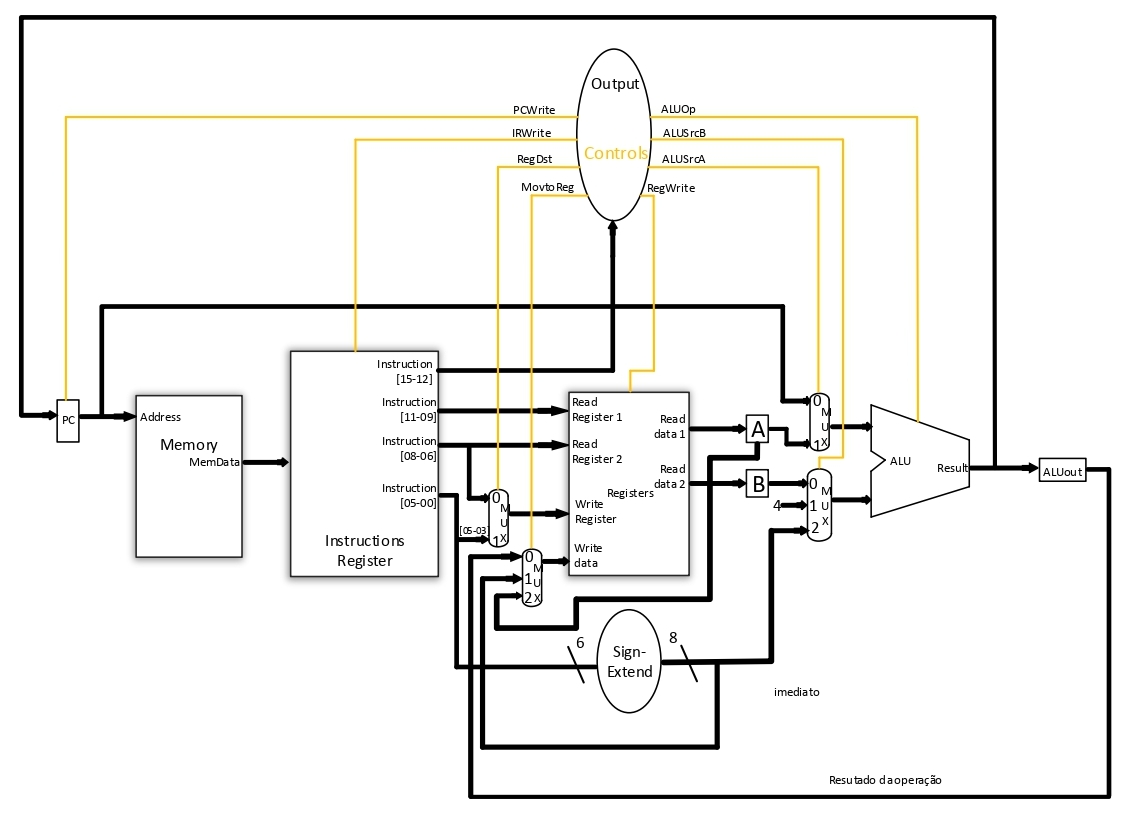 Output
Controls
PCWrite
IRWrite
RegDst
MovtoReg
ALUOp
ALUSrcB
ALUSrcA
RegWrite
PC
Address
Memory
MemData
Instruction
[15-12]
Instruction
[11-09]
Instruction
[08-06]
Instruction
[05-00]
Instructions
Register
[05-03]
0
M
U
1
X
0
M
1
U
2
X
Read
Register 1
Read
Register 2
Write
Register
Write
data
Read
data 1
Read
data 2
Registers
A
B
4
0
M
U
1
X
0
M
1
U
2
X
ALU
Result
ALUout
6
Sign-
Extend
8
imediato
Resutado da operação